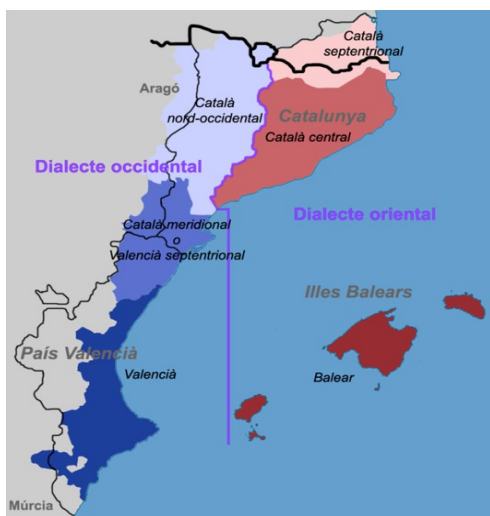 Català
septentrional
Aragó
Català
nord-occidental
Catalunya
Català central
Dialecte occidental
Dialecte oriental
Català meridional
o
Valencià septentrional
Illes Balears
País Valencià
Valencià
Balear
Múrcia